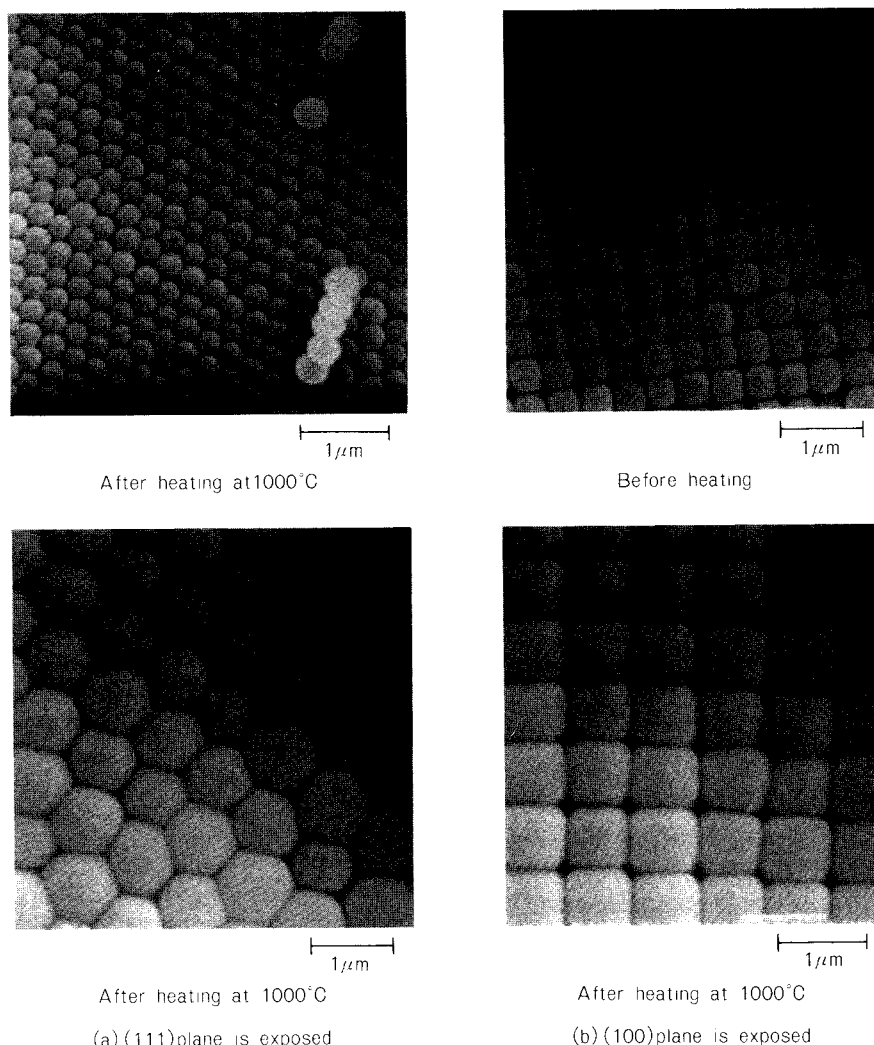 1μm
1μm
After heating at1000°C
Before heating
1μm
1μm
After heating at 1000°C
After heating at 1000°C
(a)(111)plane is exposed
(b)(100)plane is exposed